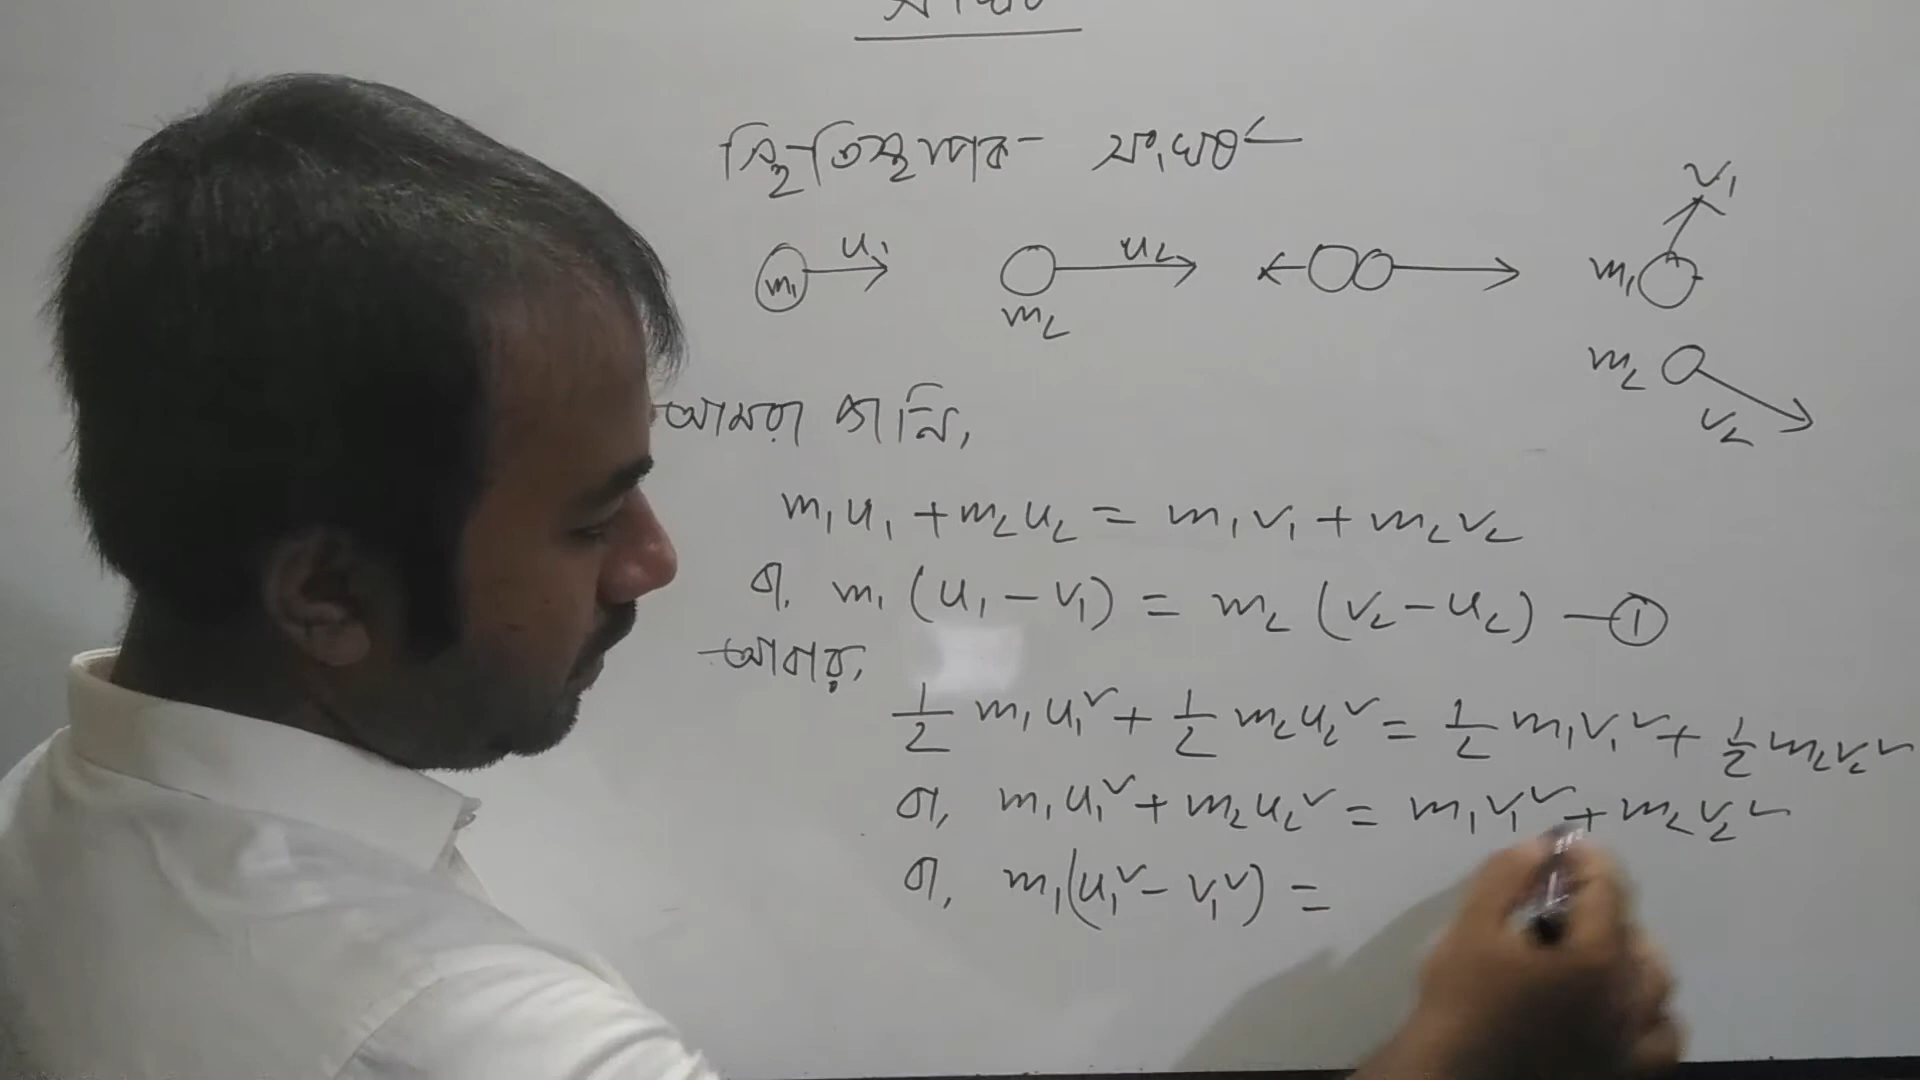 স্থিতিস্থাপক সংঘর্ষ
m₁ u₁ m₂ u₂ m₁ v₁
m₂ v₂
আমরা জানি,
m₁u₁ + m₂u₂ = m₁v₁ + m₂v₂
বা, m₁ (u₁ - v₁) = m₂ (v₂ - u₂) — ①
আবার,
1/2 m₁u₁² + 1/2 m₂u₂² = 1/2 m₁v₁² + 1/2 m₂v₂²
বা, m₁u₁² + m₂u₂² = m₁v₁² + m₂v₂²
বা, m₁(u₁² - v₁²) =